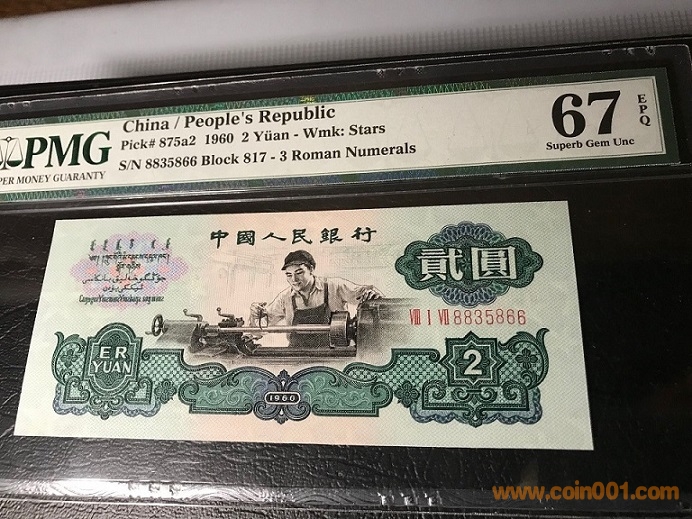 PMG
PER MONEY GUARANTY
China / People's Republic
Pick# 875a2 1960 2 Yüan - Wmk: Stars
S/N 8835866 Block 817 - 3 Roman Numerals
67 EPQ
Superb Gem Unc
中國人民銀行
貳圓
VIII I VII 8835866
ER
YUAN
2
1960
www.coin001.com